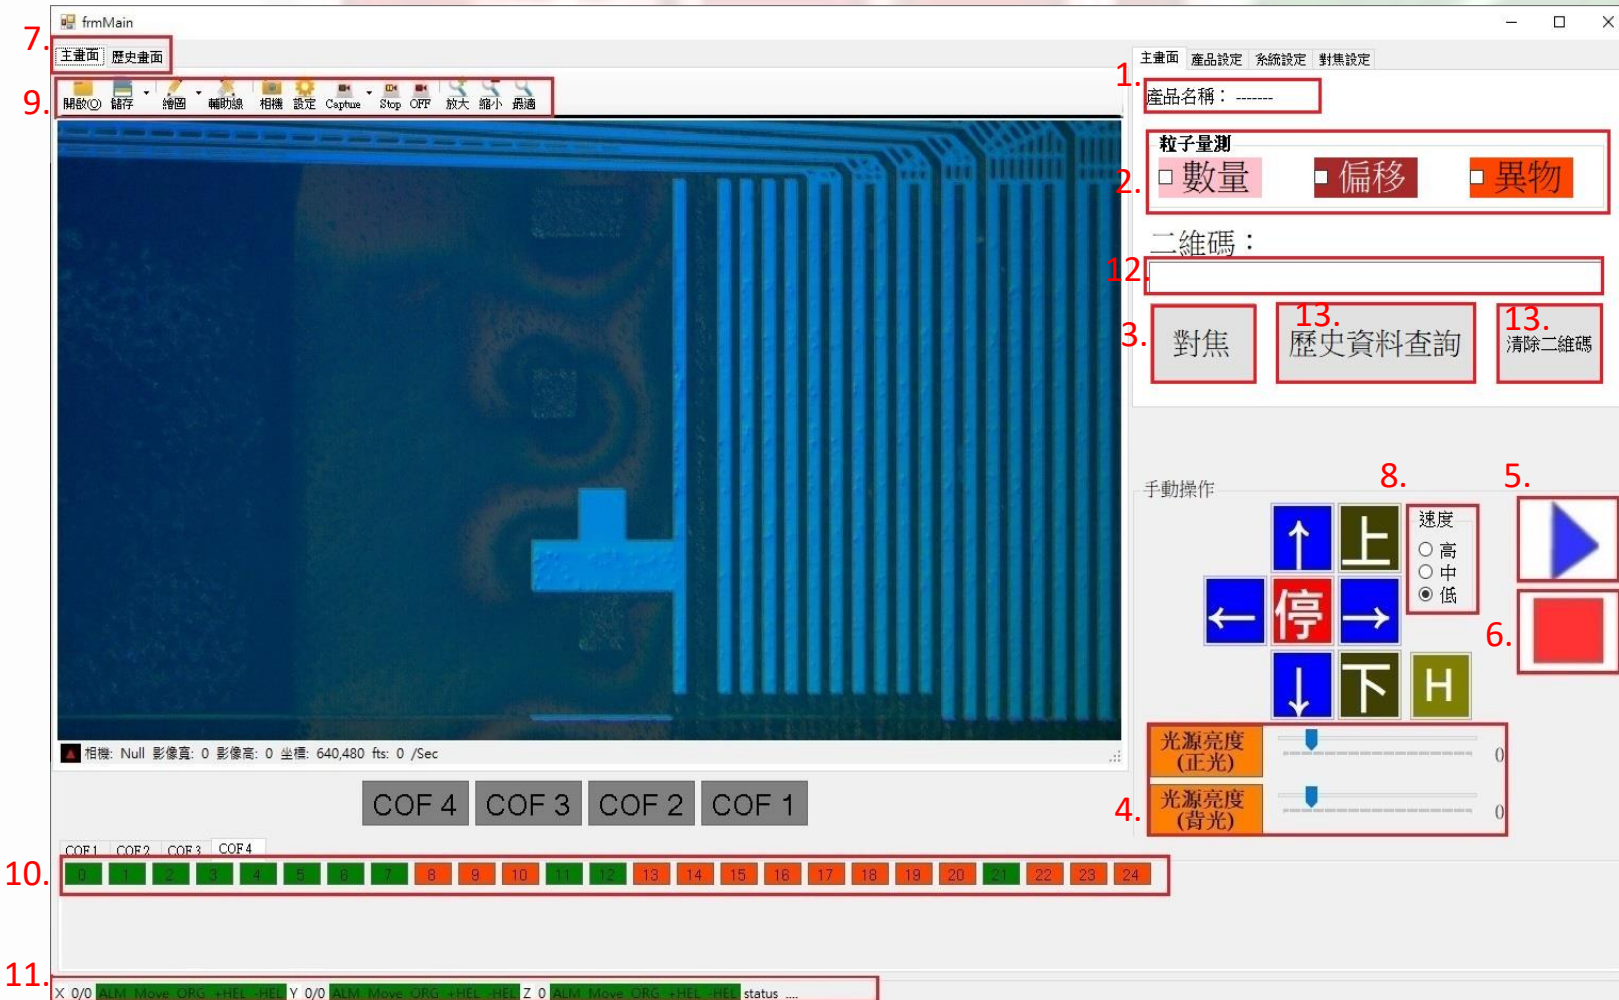 frmMain
7.
主畫面 歷史畫面
9.
開啟(O) 儲存 繪圖 輔助線 相機 設定 Capture Stop OFF 放大 縮小 最適
主畫面 產品設定 系統設定 對焦設定
1.
產品名稱： -------
粒子量測
2.
數量 偏移 異物
二維碼：
12.
3.
對焦
13.
歷史資料查詢
13.
清除二維碼
手動操作
8.
5.
↑ 上
速度
高
中
低
← 停 →
6.
↓ 下 H
光源亮度
(正光)
0
4.
光源亮度
(背光)
0
相機: Null 影像寬: 0 影像高: 0 坐標: 640,480 fts: 0 /Sec
COF 4 COF 3 COF 2 COF 1
COF1 COF2 COF3 COF4
10.
0 1 2 3 4 5 6 7 8 9 10 11 12 13 14 15 16 17 18 19 20 21 22 23 24
11.
X 0/0 ALM Move ORG +HEL -HEL Y 0/0 ALM Move ORG +HEL -HEL Z 0 ALM Move ORG +HEL -HEL status ....